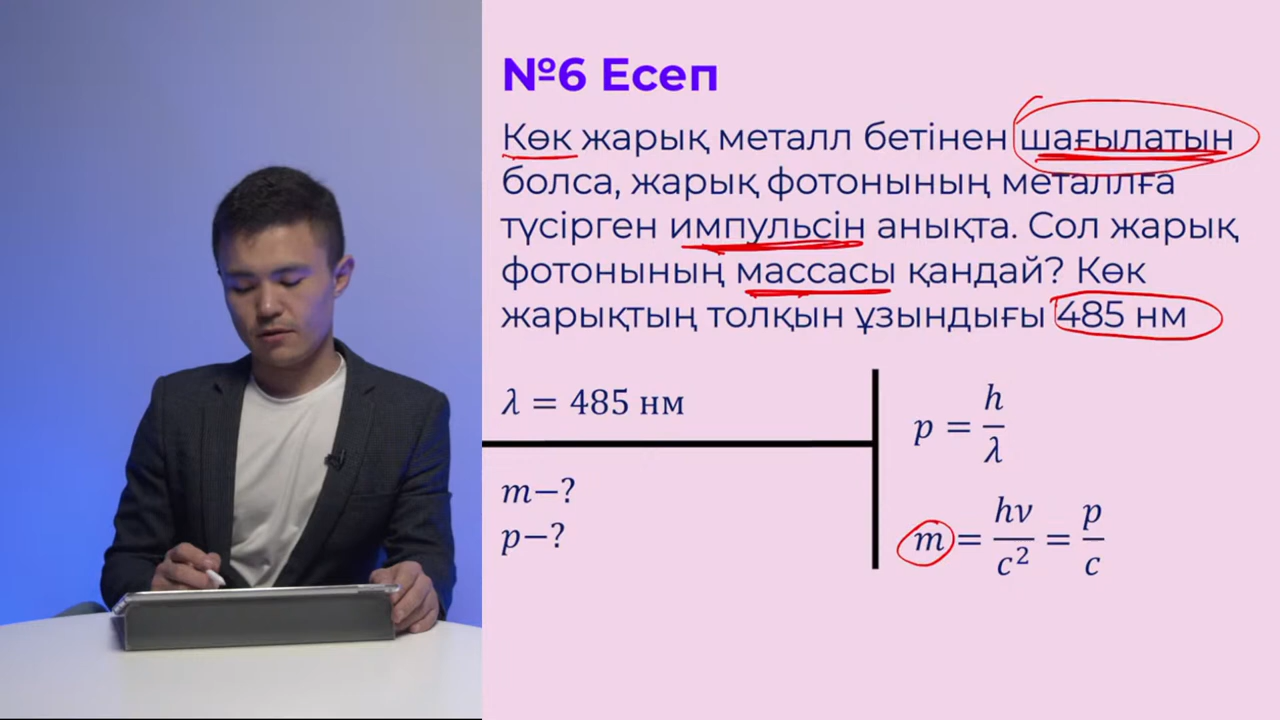 №6 Есеп
Көк жарық металл бетінен шағылатын
болса, жарық фотонының металлға
түсірген импульсін анықта. Сол жарық
фотонының массасы қандай? Көк
жарықтың толқын ұзындығы 485 нм
λ = 485 нм
m–?
p–?
p = h/λ
m = hν/c² = p/c